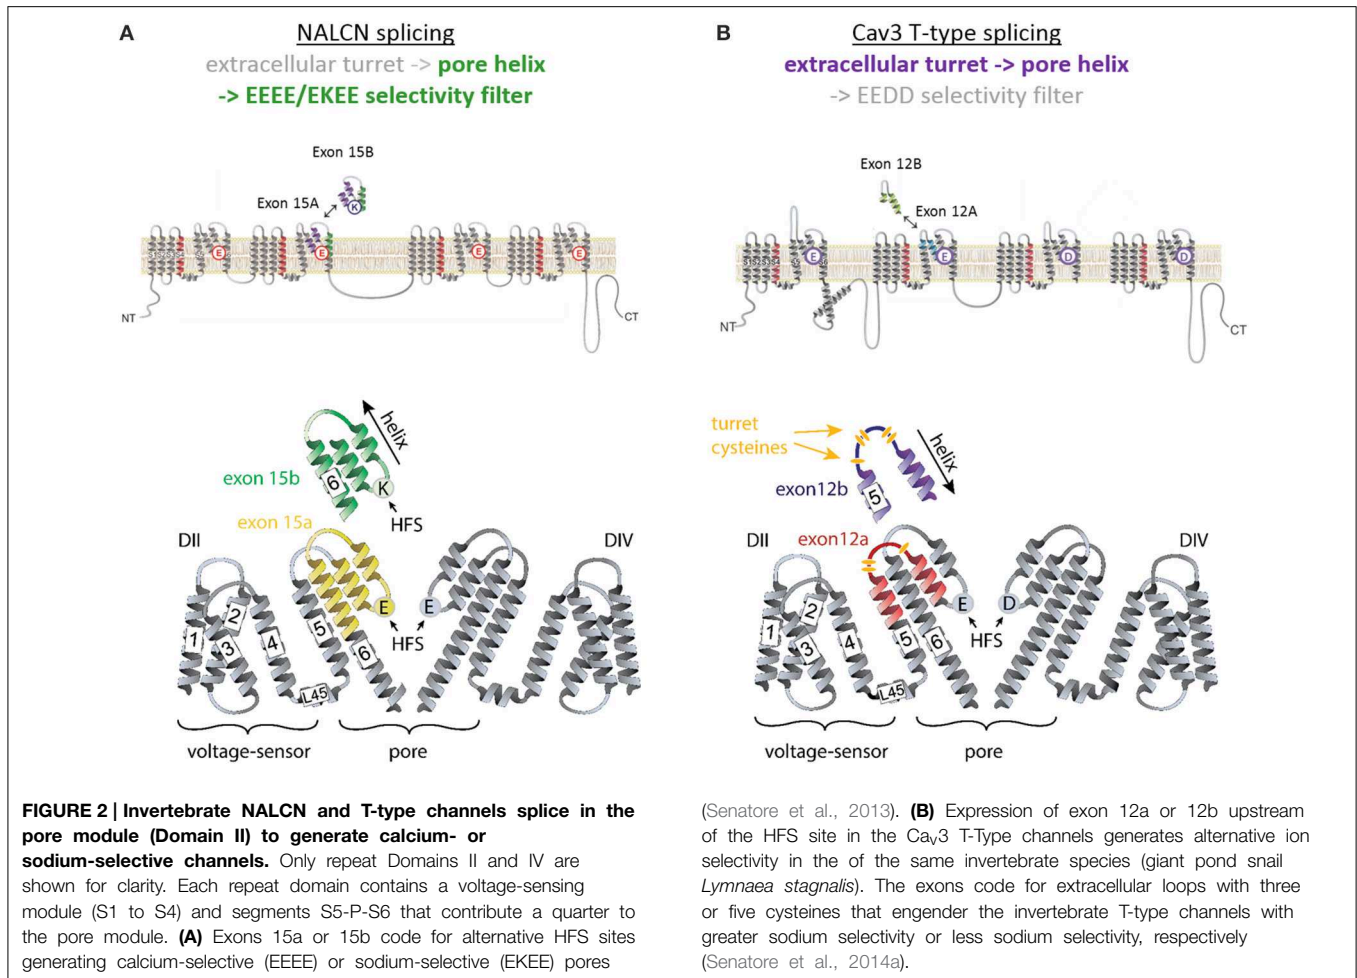 A
NALCN splicing
extracellular turret -> pore helix
-> EEEE/EKEE selectivity filter
Exon 15B
K
Exon 15A
E
E
E
E
S1S2S3S4
NT
CT
exon 15b
6
helix
K
HFS
exon 15a
DII
DIV
1
2
3
4
5
6
L45
E
E
HFS
voltage-sensor
pore
B
Cav3 T-type splicing
extracellular turret -> pore helix
-> EEDD selectivity filter
Exon 12B
Exon 12A
E
E
D
D
S1S2S3S4
NT
CT
turret
cysteines
helix
exon12b
5
exon12a
DII
DIV
1
2
3
4
5
6
L45
E
D
HFS
voltage-sensor
pore
FIGURE 2 | Invertebrate NALCN and T-type channels splice in the
pore module (Domain II) to generate calcium- or
sodium-selective channels. Only repeat Domains II and IV are
shown for clarity. Each repeat domain contains a voltage-sensing
module (S1 to S4) and segments S5-P-S6 that contribute a quarter to
the pore module. (A) Exons 15a or 15b code for alternative HFS sites
generating calcium-selective (EEEE) or sodium-selective (EKEE) pores
(Senatore et al., 2013). (B) Expression of exon 12a or 12b upstream
of the HFS site in the CaV3 T-Type channels generates alternative ion
selectivity in the of the same invertebrate species (giant pond snail
Lymnaea stagnalis). The exons code for extracellular loops with three
or five cysteines that engender the invertebrate T-type channels with
greater sodium selectivity or less sodium selectivity, respectively
(Senatore et al., 2014a).